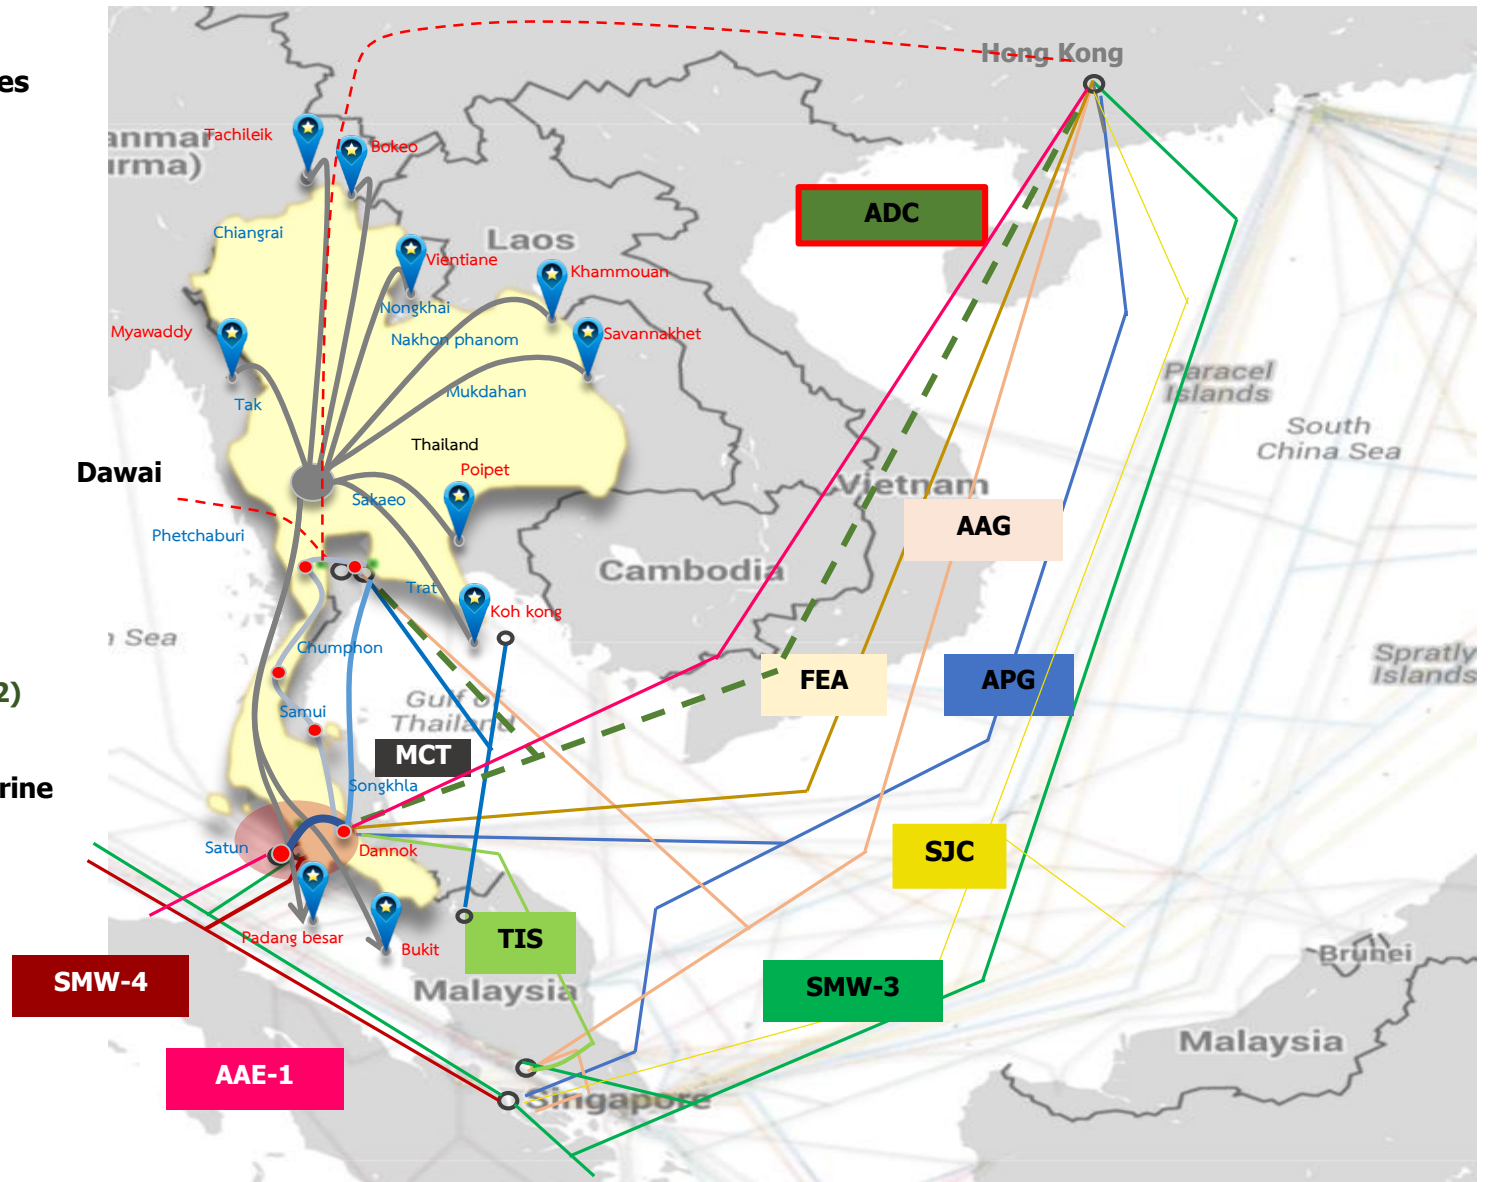 Hong Kong
es
Tachileik
anmar
urma)
Bokeo
ADC
Chiangrai
Laos
Vientiane
Khammouan
Nongkhai
Myawaddy
Nakhon phanom
Savannakhet
Paracel
Islands
Mukdahan
Tak
South
China Sea
Thailand
Dawai
Poipet
Vietnam
Sakaeo
AAG
Phetchaburi
Cambodia
Trat
Koh kong
n Sea
Chumphon
Spratly
Islands
FEA
APG
2)
Gulf of
Thailand
Samui
MCT
rine
Songkhla
Satun
Dannok
SJC
Padang besar
Bukit
TIS
Brunei
SMW-4
Malaysia
SMW-3
Malaysia
AAE-1
Singapore